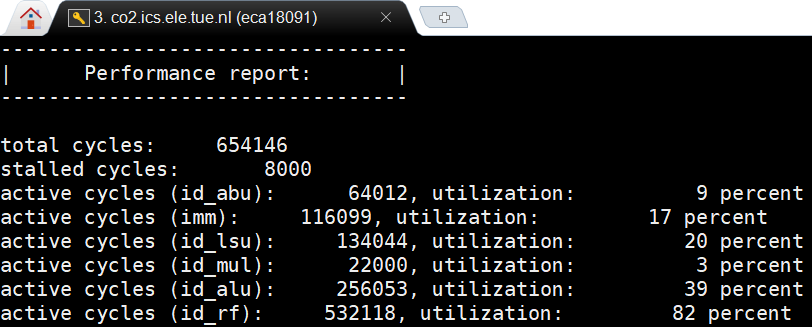 3. co2.ics.ele.tue.nl (eca18091)
----------------------------------
|      Performance report:       |
----------------------------------
total cycles:     654146
stalled cycles:       8000
active cycles (id_abu):      64012, utilization:          9 percent
active cycles (imm):     116099, utilization:         17 percent
active cycles (id_lsu):     134044, utilization:         20 percent
active cycles (id_mul):      22000, utilization:          3 percent
active cycles (id_alu):     256053, utilization:         39 percent
active cycles (id_rf):     532118, utilization:         82 percent